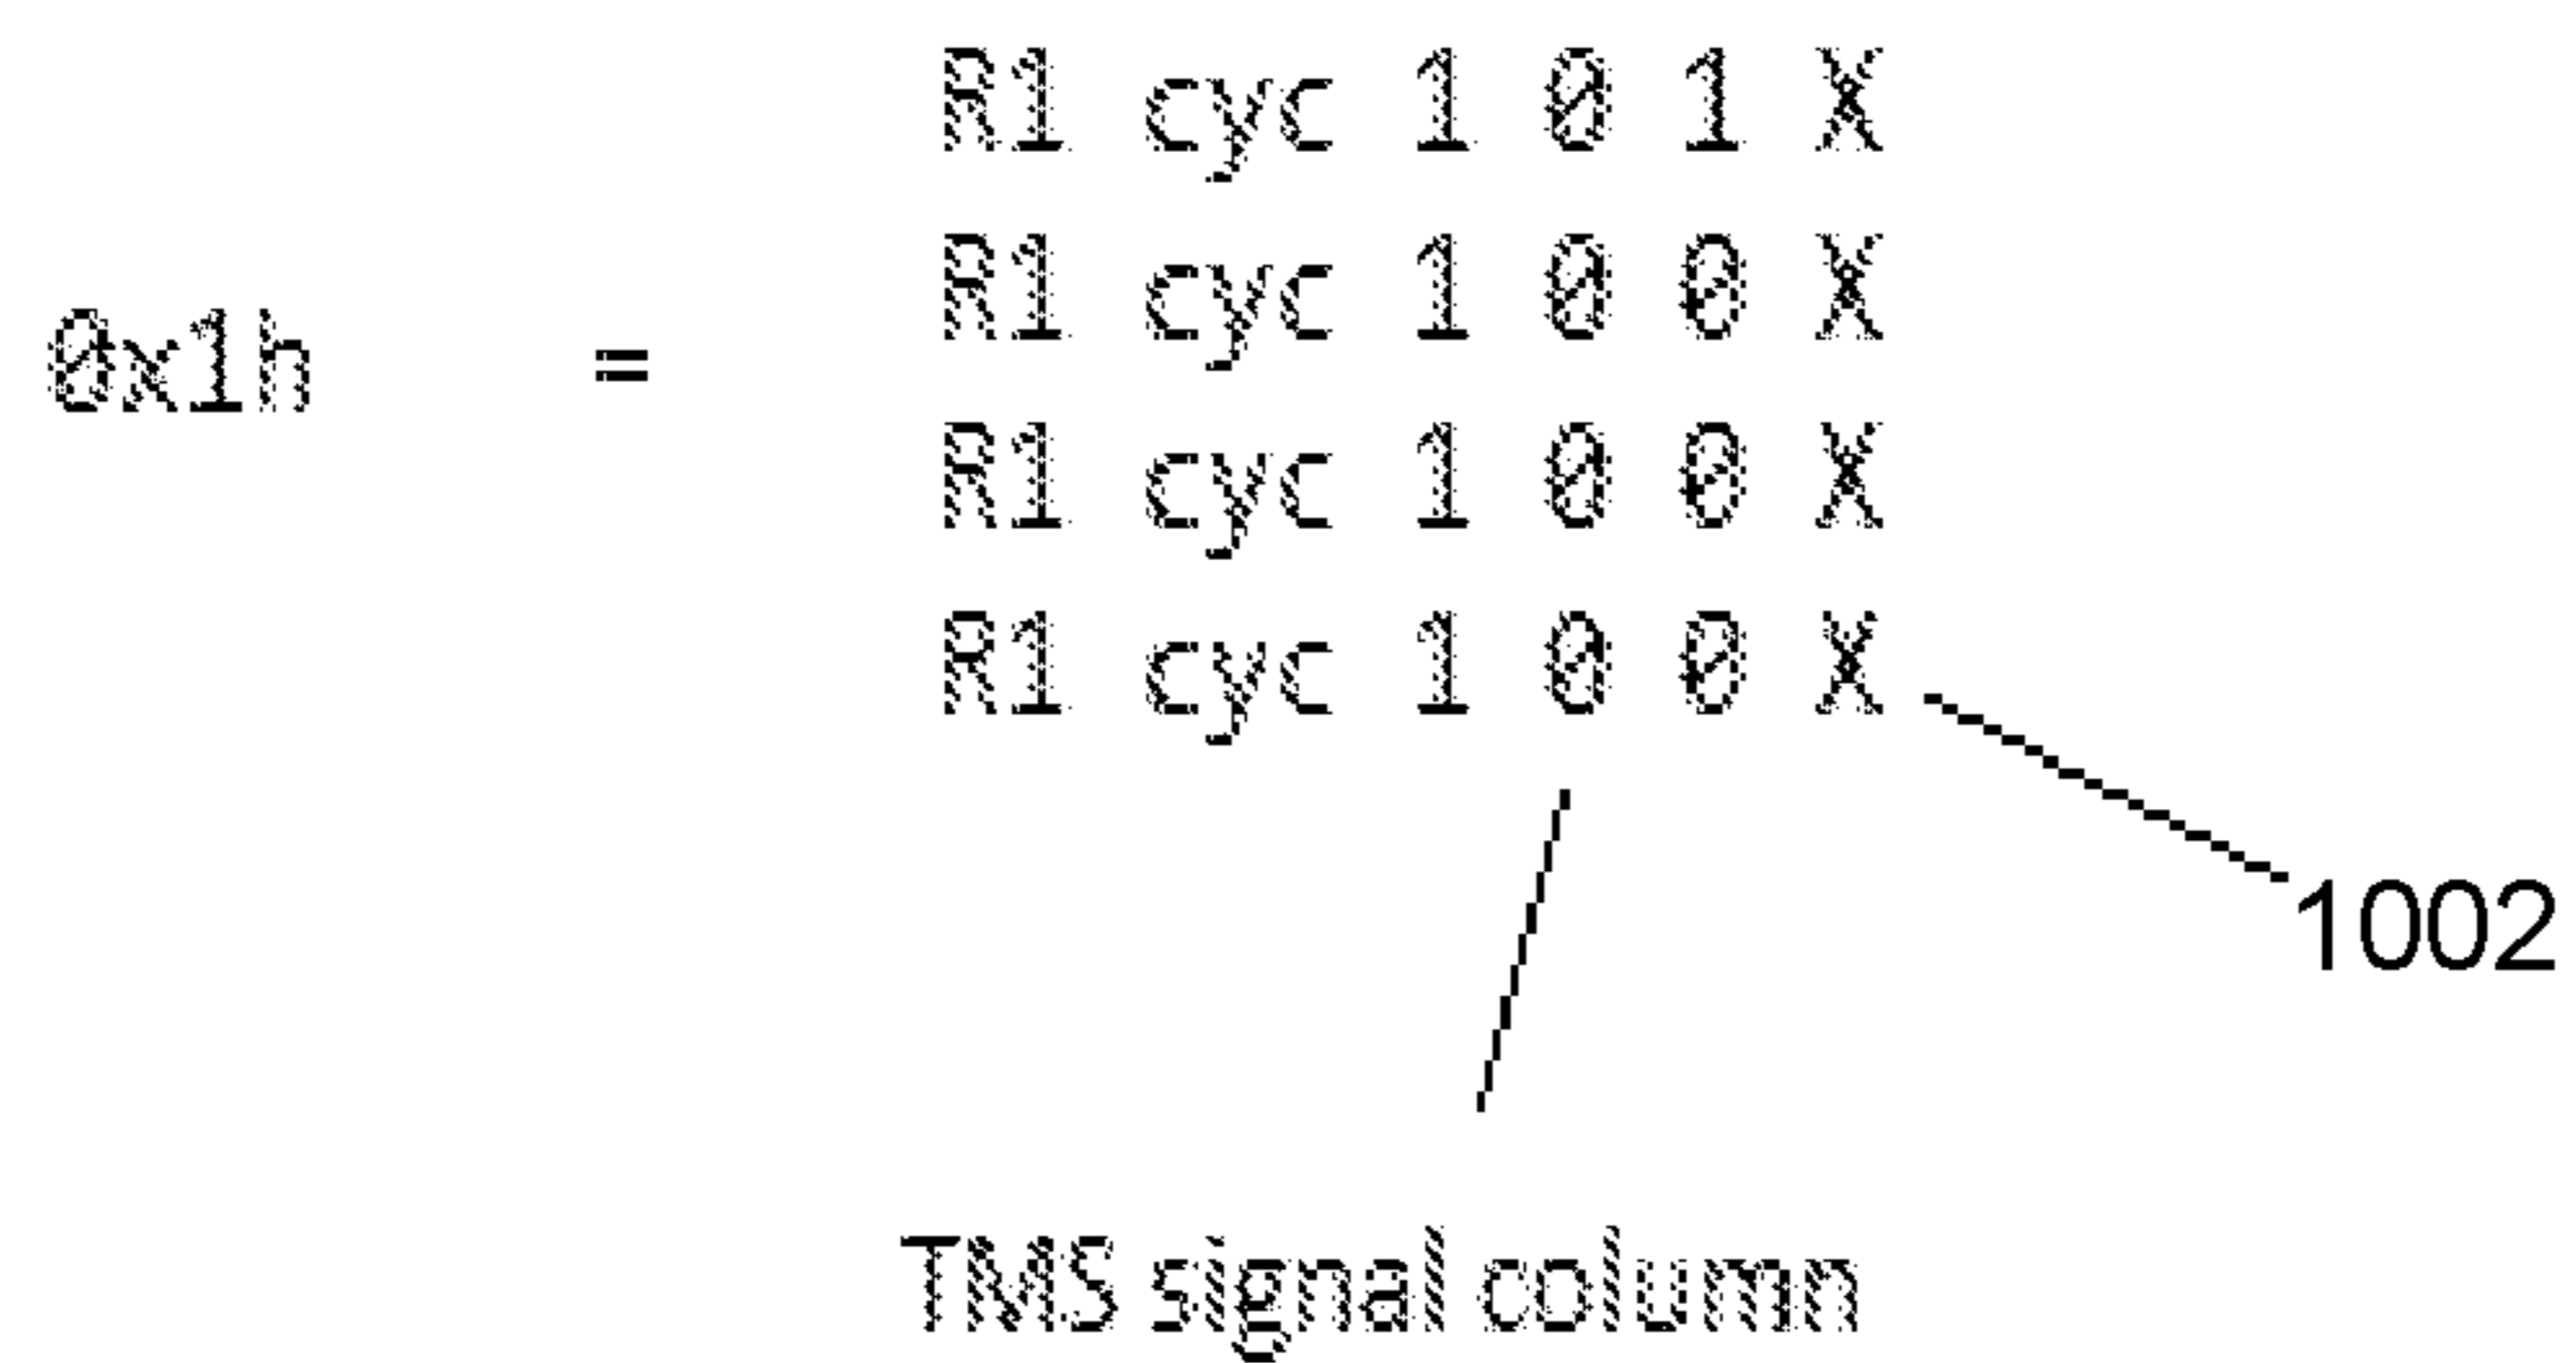 R1 cyc 1 0 1 X
R1 cyc 1 0 0 X
0x1h =
R1 cyc 1 0 0 X
R1 cyc 1 0 0 X
1002
TMS signal column